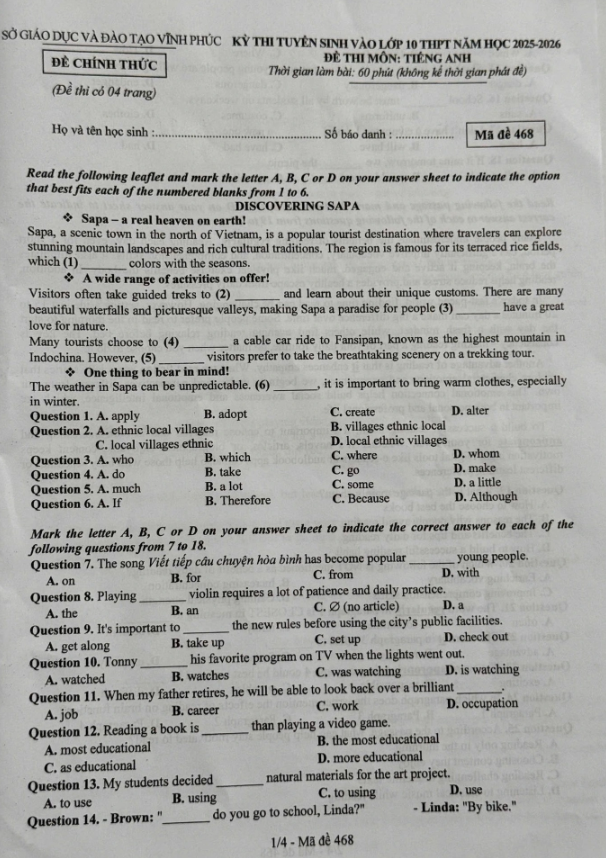 SỞ GIÁO DỤC VÀ ĐÀO TẠO VĨNH PHÚC KỲ THI TUYỂN SINH VÀO LỚP 10 THPT NĂM HỌC 2025-2026
ĐỀ CHÍNH THỨC
ĐỀ THI MÔN: TIẾNG ANH
Thời gian làm bài: 60 phút (không kể thời gian phát đề)
(Đề thi có 04 trang)
Họ và tên học sinh :.......................................... Số báo danh : ...............
Mã đề 468
Read the following leaflet and mark the letter A, B, C or D on your answer sheet to indicate the option
that best fits each of the numbered blanks from 1 to 6.
DISCOVERING SAPA
❖ Sapa – a real heaven on earth!
Sapa, a scenic town in the north of Vietnam, is a popular tourist destination where travelers can explore
stunning mountain landscapes and rich cultural traditions. The region is famous for its terraced rice fields,
which (1) _______ colors with the seasons.
❖ A wide range of activities on offer!
Visitors often take guided treks to (2) _______ and learn about their unique customs. There are many
beautiful waterfalls and picturesque valleys, making Sapa a paradise for people (3) _______ have a great
love for nature.
Many tourists choose to (4) _______ a cable car ride to Fansipan, known as the highest mountain in
Indochina. However, (5) _______ visitors prefer to take the breathtaking scenery on a trekking tour.
❖ One thing to bear in mind!
The weather in Sapa can be unpredictable. (6) _______, it is important to bring warm clothes, especially
in winter.
Question 1. A. apply B. adopt C. create D. alter
Question 2. A. ethnic local villages B. villages ethnic local
C. local villages ethnic D. local ethnic villages
Question 3. A. who B. which C. where D. whom
Question 4. A. do B. take C. go D. make
Question 5. A. much B. a lot C. some D. a little
Question 6. A. If B. Therefore C. Because D. Although
Mark the letter A, B, C or D on your answer sheet to indicate the correct answer to each of the
following questions from 7 to 18.
Question 7. The song Viết tiếp câu chuyện hòa bình has become popular _______ young people.
A. on B. for C. from D. with
Question 8. Playing _______ violin requires a lot of patience and daily practice.
A. the B. an C. Ø (no article) D. a
Question 9. It's important to _______ the new rules before using the city's public facilities.
A. get along B. take up C. set up D. check out
Question 10. Tonny _______ his favorite program on TV when the lights went out.
A. watched B. watches C. was watching D. is watching
Question 11. When my father retires, he will be able to look back over a brilliant _______.
A. job B. career C. work D. occupation
Question 12. Reading a book is _______ than playing a video game.
A. most educational B. the most educational
C. as educational D. more educational
Question 13. My students decided _______ natural materials for the art project.
A. to use B. using C. to using D. use
Question 14. - Brown: "_______ do you go to school, Linda?" - Linda: "By bike."
1/4 - Mã đề 468